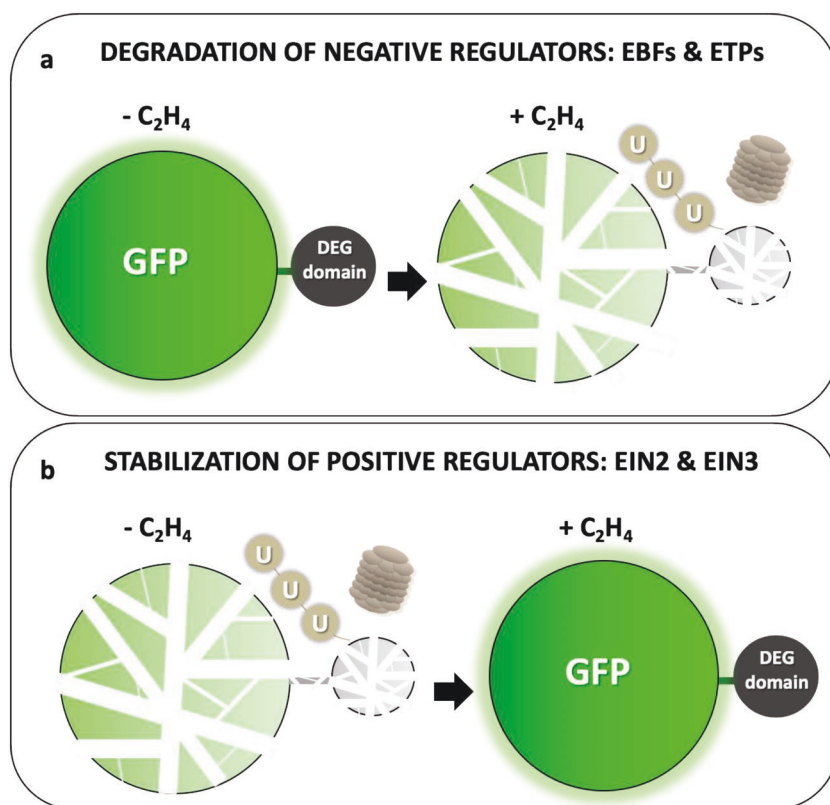 a DEGRADATION OF NEGATIVE REGULATORS: EBFs & ETPs
- C₂H₄
+ C₂H₄
U
U
U
GFP
DEG
domain
b STABILIZATION OF POSITIVE REGULATORS: EIN2 & EIN3
- C₂H₄
+ C₂H₄
U
U
U
GFP
DEG
domain